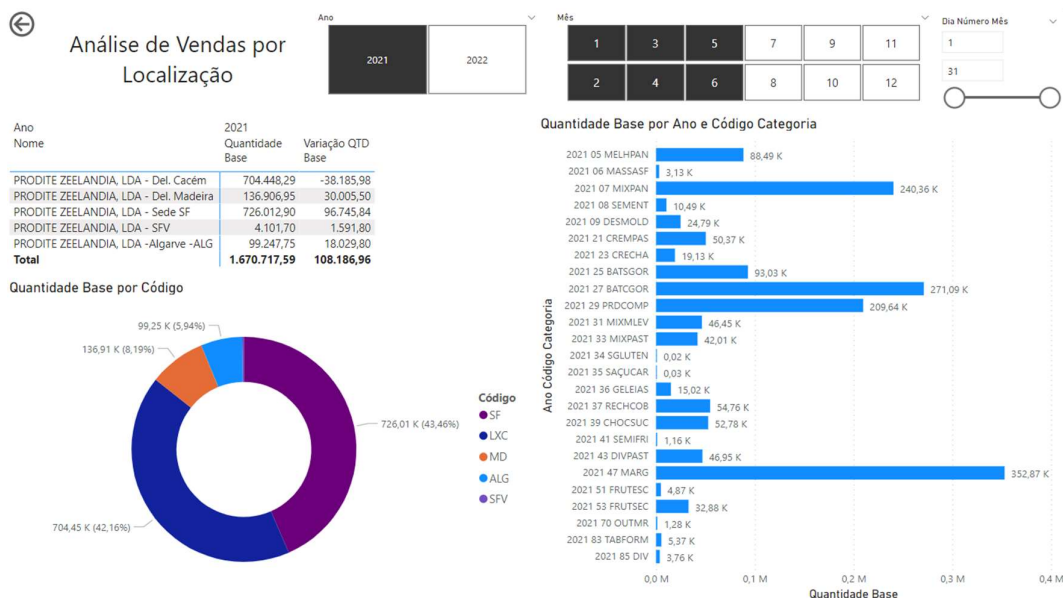 Análise de Vendas por
Localização
Ano
2021
2022
Mês
1
3
5
7
9
11
2
4
6
8
10
12
Dia Número Mês
1
31
Ano
2021
Nome
Quantidade Base
Variação QTD Base
PRODITE ZEELANDIA, LDA - Del. Cacém 704.448,29 -38.185,98
PRODITE ZEELANDIA, LDA - Del. Madeira 136.906,95 30.005,50
PRODITE ZEELANDIA, LDA - Sede SF 726.012,90 96.745,84
PRODITE ZEELANDIA, LDA - SFV 4.101,70 1.591,80
PRODITE ZEELANDIA, LDA -Algarve -ALG 99.247,75 18.029,80
Total 1.670.717,59 108.186,96
Quantidade Base por Código
99,25 K (5,94%)
136,91 K (8,19%)
726,01 K (43,46%)
704,45 K (42,16%)
Código
SF
LXC
MD
ALG
SFV
Quantidade Base por Ano e Código Categoria
Ano Código Categoria
2021 05 MELHPAN 88,49 K
2021 06 MASSASF 3,13 K
2021 07 MIXPAN 240,36 K
2021 08 SEMENT 10,49 K
2021 09 DESMOLD 24,79 K
2021 21 CREMPAS 50,37 K
2021 23 CRECHA 19,13 K
2021 25 BATSGOR 93,03 K
2021 27 BATCGOR 271,09 K
2021 29 PRDCOMP 209,64 K
2021 31 MIXMLEV 46,45 K
2021 33 MIXPAST 42,01 K
2021 34 SGLUTEN 0,02 K
2021 35 SAÇUCAR 0,03 K
2021 36 GELEIAS 15,02 K
2021 37 RECHCOB 54,76 K
2021 39 CHOCSUC 52,78 K
2021 41 SEMIFRI 1,16 K
2021 43 DIVPAST 46,95 K
2021 47 MARG 352,87 K
2021 51 FRUTESC 4,87 K
2021 53 FRUTSEC 32,88 K
2021 70 OUTMR 1,28 K
2021 83 TABFORM 5,37 K
2021 85 DIV 3,76 K
0,0 M
0,1 M
0,2 M
0,3 M
0,4 M
Quantidade Base